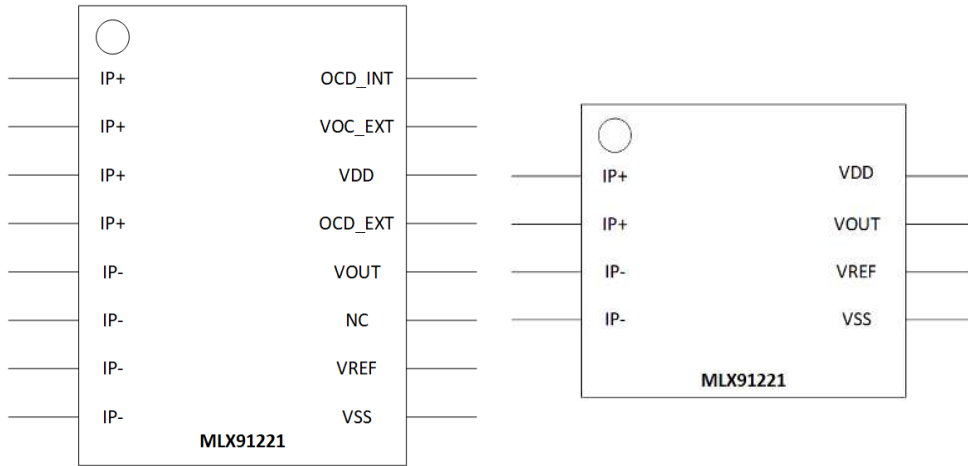 IP+ OCD_INT
IP+ VOC_EXT
IP+ VDD
IP+ OCD_EXT
IP- VOUT
IP- NC
IP- VREF
IP- VSS
MLX91221
IP+ VDD
IP+ VOUT
IP- VREF
IP- VSS
MLX91221